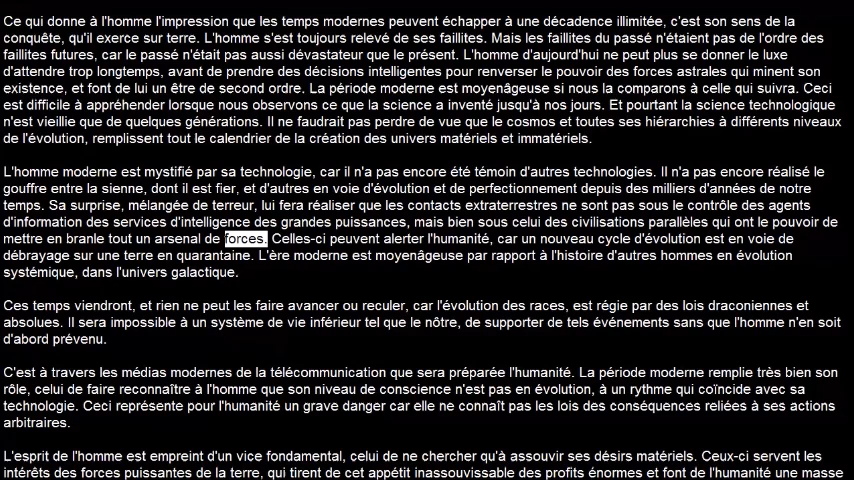 Ce qui donne à l'homme l'impression que les temps modernes peuvent échapper à une décadence illimitée, c'est son sens de la
conquête, qu'il exerce sur terre. L'homme s'est toujours relevé de ses faillites. Mais les faillites du passé n'étaient pas de l'ordre des
faillites futures, car le passé n'était pas aussi dévastateur que le présent. L'homme d'aujourd'hui ne peut plus se donner le luxe
d'attendre trop longtemps, avant de prendre des décisions intelligentes pour renverser le pouvoir des forces astrales qui minent son
existence, et font de lui un être de second ordre. La période moderne est moyenâgeuse si nous la comparons à celle qui suivra. Ceci
est difficile à appréhender lorsque nous observons ce que la science a inventé jusqu'à nos jours. Et pourtant la science technologique
n'est vieillie que de quelques générations. Il ne faudrait pas perdre de vue que le cosmos et toutes ses hiérarchies à différents niveaux
de l'évolution, remplissent tout le calendrier de la création des univers matériels et immatériels.
L'homme moderne est mystifié par sa technologie, car il n'a pas encore été témoin d'autres technologies. Il n'a pas encore réalisé le
gouffre entre la sienne, dont il est fier, et d'autres en voie d'évolution et de perfectionnement depuis des milliers d'années de notre
temps. Sa surprise, mélangée de terreur, lui fera réaliser que les contacts extraterrestres ne sont pas sous le contrôle des agents
d'information des services d'intelligence des grandes puissances, mais bien sous celui des civilisations parallèles qui ont le pouvoir de
mettre en branle tout un arsenal de forces. Celles-ci peuvent alerter l'humanité, car un nouveau cycle d'évolution est en voie de
débrayage sur une terre en quarantaine. L'ère moderne est moyenâgeuse par rapport à l'histoire d'autres hommes en évolution
systémique, dans l'univers galactique.
Ces temps viendront, et rien ne peut les faire avancer ou reculer, car l'évolution des races, est régie par des lois draconiennes et
absolues. Il sera impossible à un système de vie inférieur tel que le nôtre, de supporter de tels événements sans que l'homme n'en soit
d'abord prévenu.
C'est à travers les médias modernes de la télécommunication que sera préparée l'humanité. La période moderne remplie très bien son
rôle, celui de faire reconnaître à l'homme que son niveau de conscience n'est pas en évolution, à un rythme qui coïncide avec sa
technologie. Ceci représente pour l'humanité un grave danger car elle ne connaît pas les lois des conséquences reliées à ses actions
arbitraires.
L'esprit de l'homme est empreint d'un vice fondamental, celui de ne chercher qu'à assouvir ses désirs matériels. Ceux-ci servent les
intérêts des forces puissantes de la terre, qui tirent de cet appétit inassouvissable des profits énormes et font de l'humanité une masse